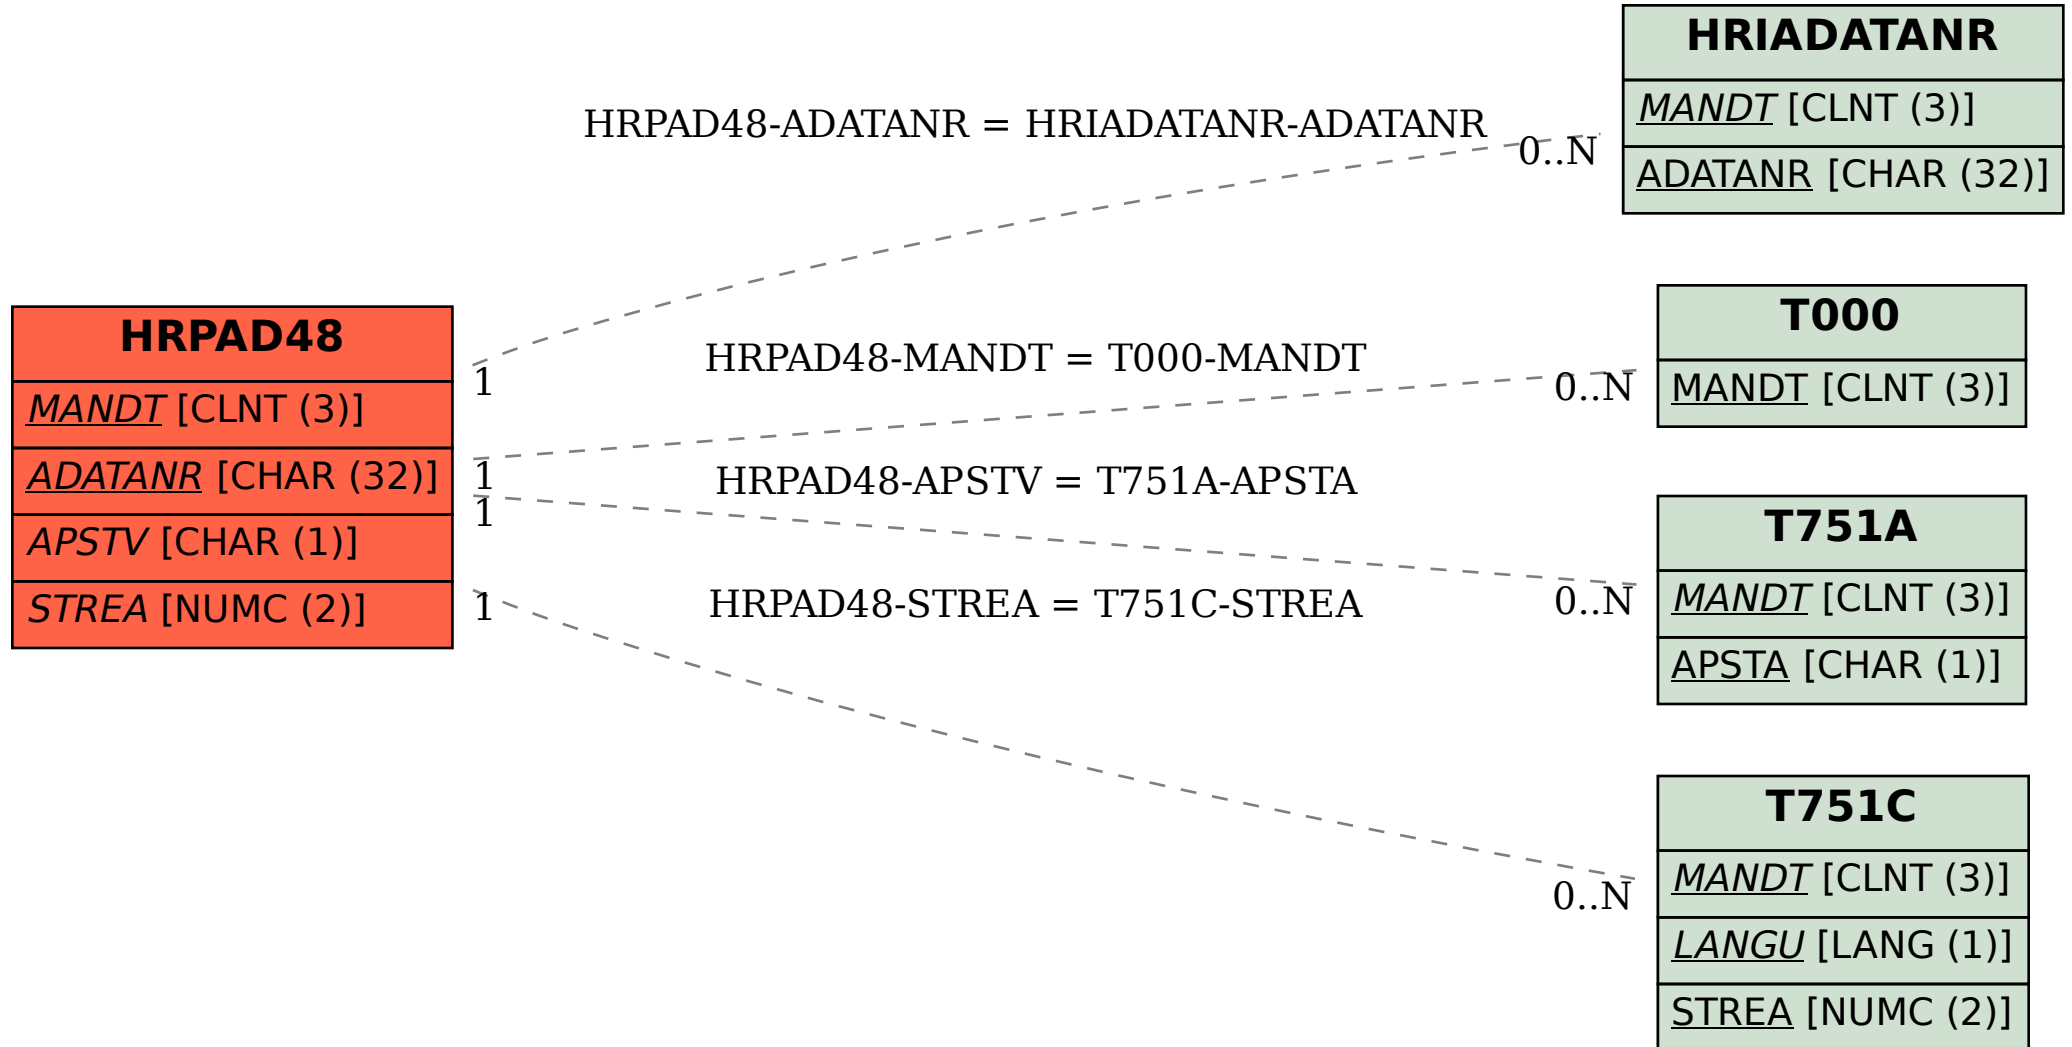 HRIADATANR
MANDT [CLNT (3)]
ADATANR [CHAR (32)]
HRPAD48-ADATANR = HRIADATANR-ADATANR
0..N
1
HRPAD48
MANDT [CLNT (3)]
ADATANR [CHAR (32)]
APSTV [CHAR (1)]
STREA [NUMC (2)]
HRPAD48-MANDT = T000-MANDT
0..N
1
T000
MANDT [CLNT (3)]
HRPAD48-APSTV = T751A-APSTA
1
0..N
T751A
MANDT [CLNT (3)]
APSTA [CHAR (1)]
HRPAD48-STREA = T751C-STREA
1
0..N
T751C
MANDT [CLNT (3)]
LANGU [LANG (1)]
STREA [NUMC (2)]